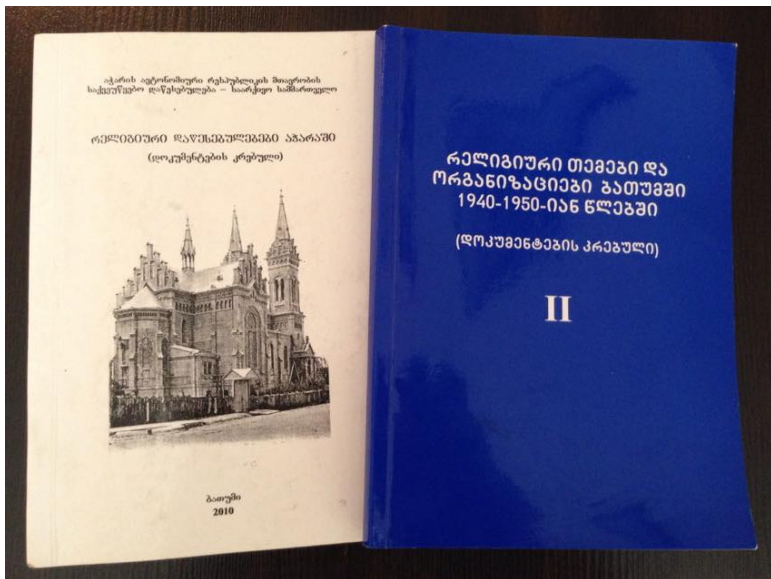 აჭარის ავტონომიური რესპუბლიკის მთავრობის
საქვეუწყებო დაწესებულება – საარქივო სამმართველო
რელიგიური დაწესებულებები აჭარაში
(დოკუმენტების კრებული)
ბათუმი
2010
რელიგიური თემები და
ორგანიზაციები ბათუმში
1940-1950-იან წლებში
(დოკუმენტების კრებული)
II